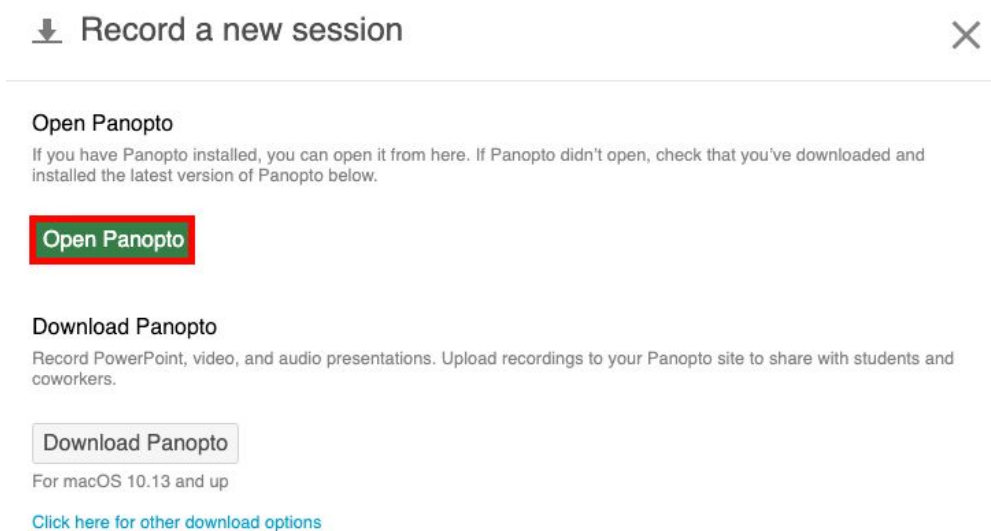 Record a new session
Open Panopto
If you have Panopto installed, you can open it from here. If Panopto didn't open, check that you've downloaded and
installed the latest version of Panopto below.
Open Panopto
Download Panopto
Record PowerPoint, video, and audio presentations. Upload recordings to your Panopto site to share with students and
coworkers.
Download Panopto
For macOS 10.13 and up
Click here for other download options